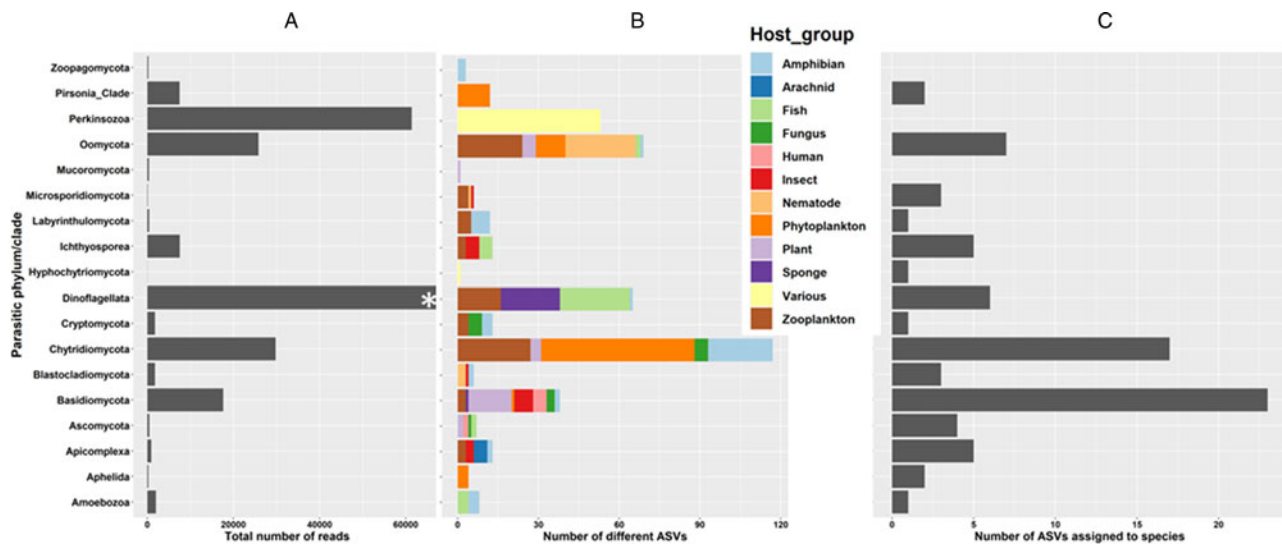 A
B
C
Host_group
Amphibian
Arachnid
Fish
Fungus
Human
Insect
Nematode
Phytoplankton
Plant
Sponge
Various
Zooplankton
Parasitic phylum/clade
Zoopagomycota
Pirsonia_Clade
Perkinsozoa
Oomycota
Mucoromycota
Microsporidiomycota
Labyrinthulomycota
Ichthyosporea
Hyphochytriomycota
Dinoflagellata
*
Cryptomycota
Chytridiomycota
Blastocladiomycota
Basidiomycota
Ascomycota
Apicomplexa
Aphelida
Amoebozoa
0 20000 40000 60000
Total number of reads
0 30 60 90 120
Number of different ASVs
0 5 10 15 20
Number of ASVs assigned to species